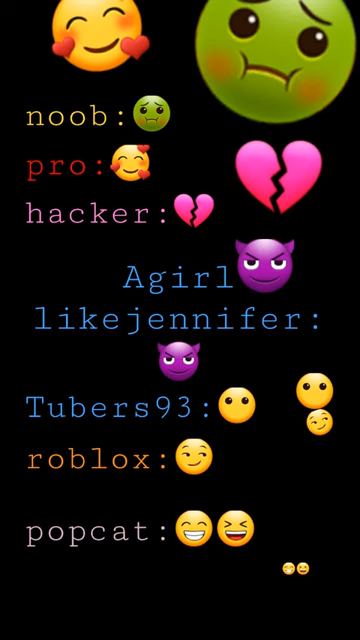 noob:🤢
pro:🥰
hacker:💔
Agirl😈
likejennifer:
😈
Tubers93:😶
roblox:😏
popcat:😁😆